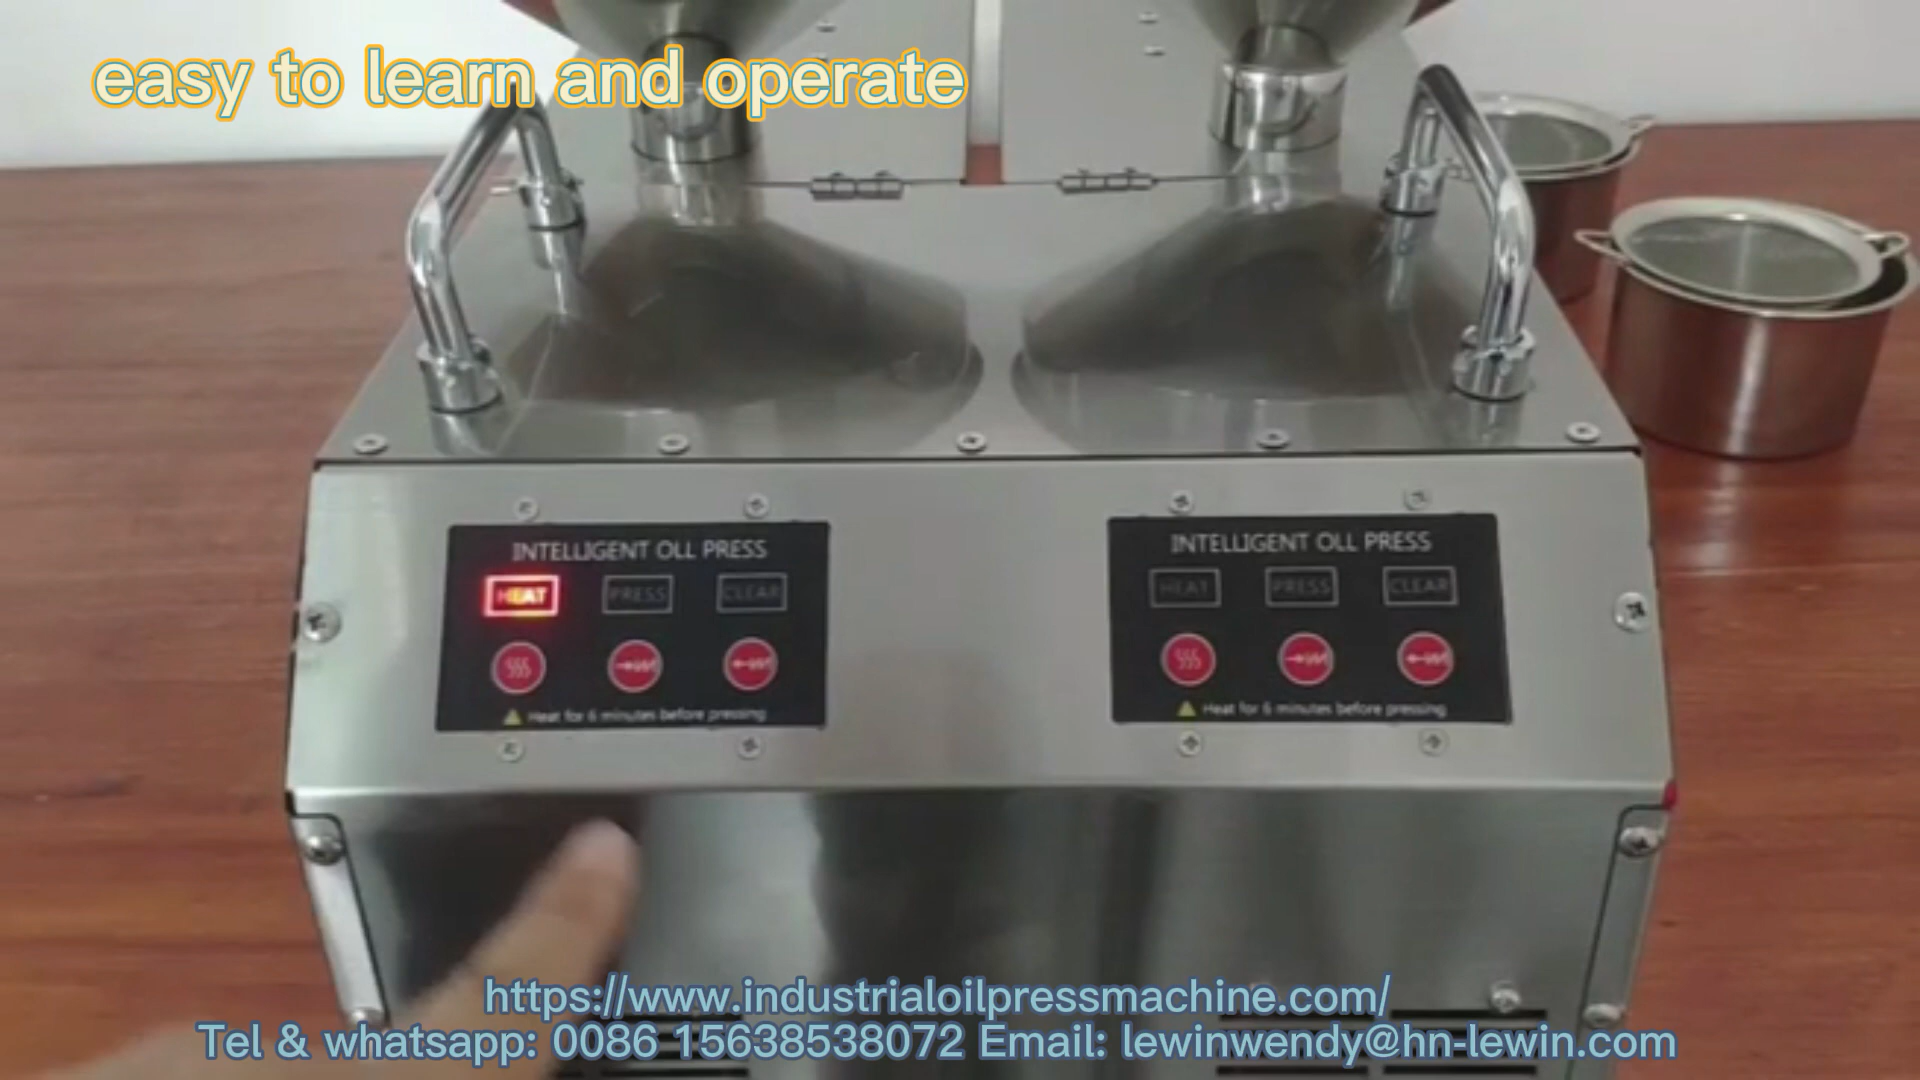 easy to learn and operate
INTELLIGENT OLL PRESS
HEAT PRESS CLEAR
Heat for 6 minutes before pressing
INTELLIGENT OLL PRESS
HEAT PRESS CLEAR
Heat for 6 minutes before pressing
https://www.industrialoilpressmachine.com/
Tel & whatsapp: 0086 15638538072 Email: lewinwendy@hn-lewin.com